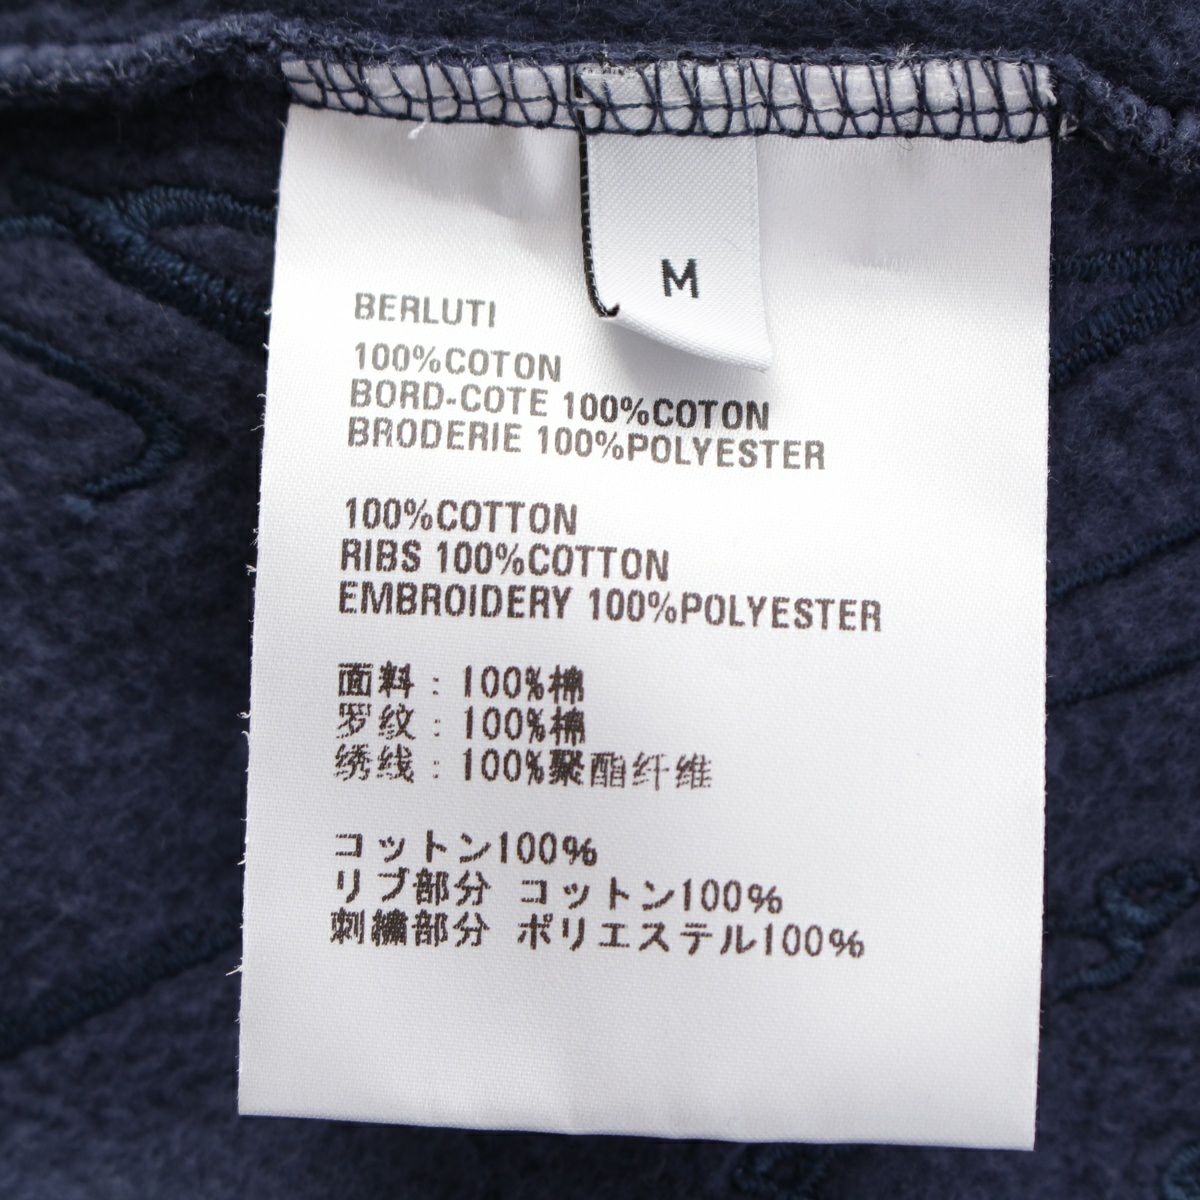 M
BERLUTI
100%COTON
BORD-COTE 100%COTON
BRODERIE 100%POLYESTER
100%COTTON
RIBS 100%COTTON
EMBROIDERY 100%POLYESTER
面料：100%棉
罗纹：100%棉
绣线：100%聚酯纤维
コットン100%
リブ部分 コットン100%
刺繍部分 ポリエステル100%